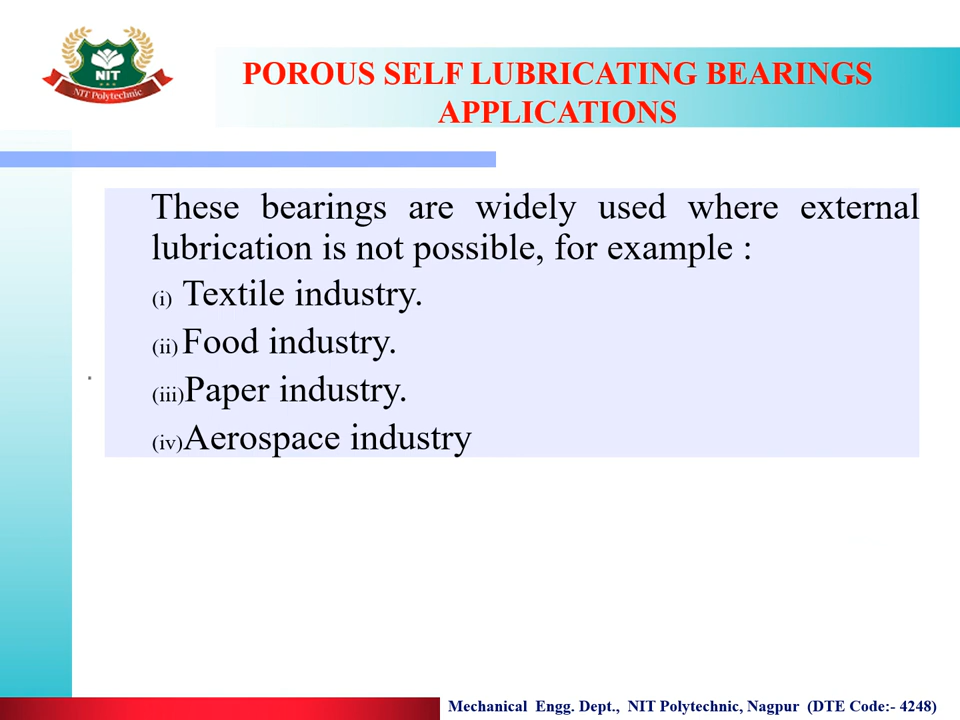 NIT
NIT Polytechnic
POROUS SELF LUBRICATING BEARINGS
APPLICATIONS
These bearings are widely used where external
lubrication is not possible, for example :
(i) Textile industry.
(ii) Food industry.
(iii)Paper industry.
(iv)Aerospace industry
.
Mechanical Engg. Dept., NIT Polytechnic, Nagpur (DTE Code:- 4248)